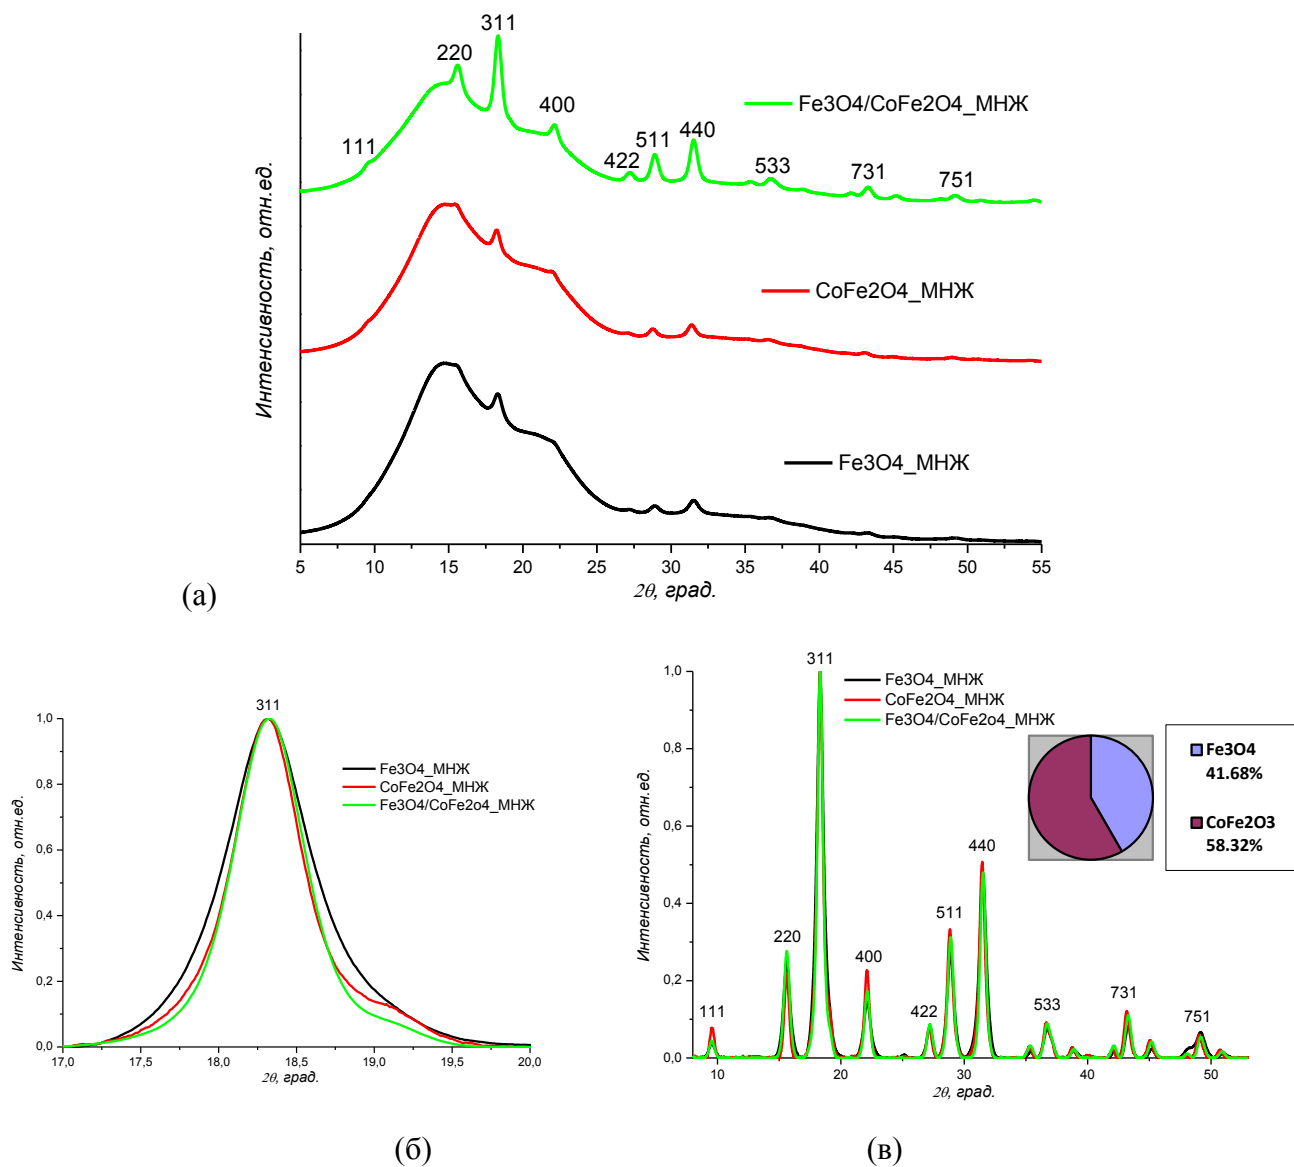 311
220
400
Fe3O4/CoFe2O4_МНЖ
111
422
511
440
533
731
751
CoFe2O4_МНЖ
Fe3O4_МНЖ
Интенсивность, отн.ед.
Интенсивность, отн.ед.
5 10 15 20 25 30 35 40 45 50 55
2θ, град.
(а)
311
1,0
0,8
0,6
0,4
0,2
0,0
Интенсивность, отн.ед.
Fe3O4_МНЖ
CoFe2O4_МНЖ
Fe3O4/CoFe2o4_МНЖ
17,0 17,5 18,0 18,5 19,0 19,5 20,0
2θ, град.
(б)
311
1,0
0,8
0,6
0,4
0,2
0,0
Интенсивность, отн.ед.
Fe3O4_МНЖ
CoFe2O4_МНЖ
Fe3O4/CoFe2o4_МНЖ
Fe3O4
41.68%
CoFe2O3
58.32%
111
220
400
422
511
440
533
731
751
10 20 30 40 50
2θ, град.
(в)